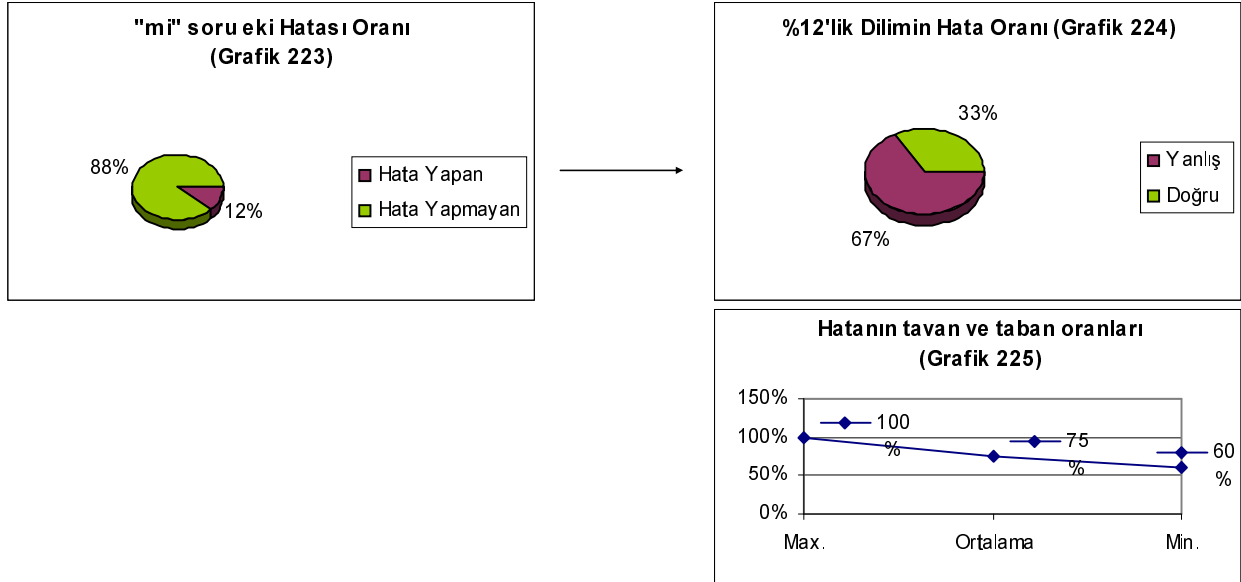 "mi" soru eki Hatası Oranı
(Grafik 223)
88%
12%
Hata Yapan
Hata Yapmayan
%12'lik Dilimin Hata Oranı (Grafik 224)
33%
67%
Yanlış
Doğru
Hatanın tavan ve taban oranları
(Grafik 225)
150%
100%
50%
0%
100
%
75
%
60
%
Max.
Ortalama
Min.